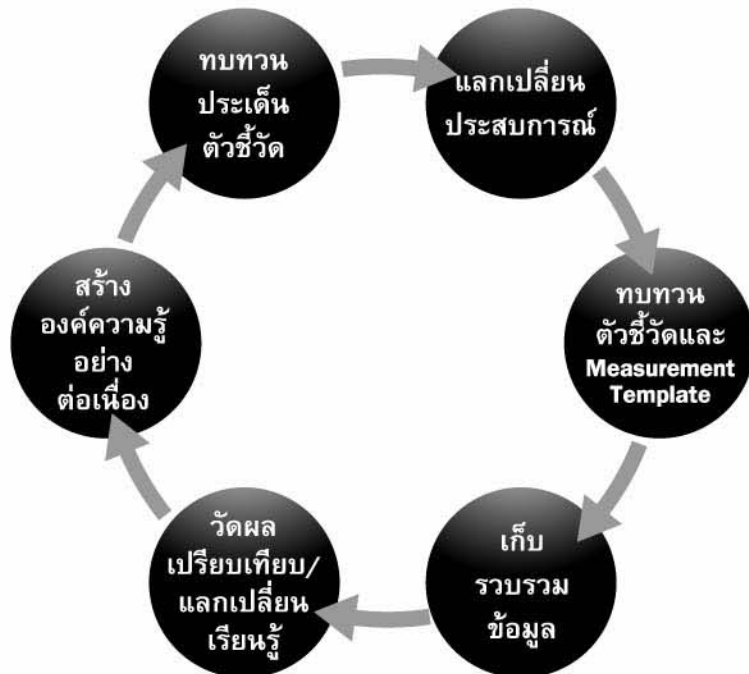 ทบทวน
ประเด็น
ตัวชี้วัด
แลกเปลี่ยน
ประสบการณ์
ทบทวน
ตัวชี้วัดและ
Measurement
Template
เก็บ
รวบรวม
ข้อมูล
วัดผล
เปรียบเทียบ/
แลกเปลี่ยน
เรียนรู้
สร้าง
องค์ความรู้
อย่าง
ต่อเนื่อง